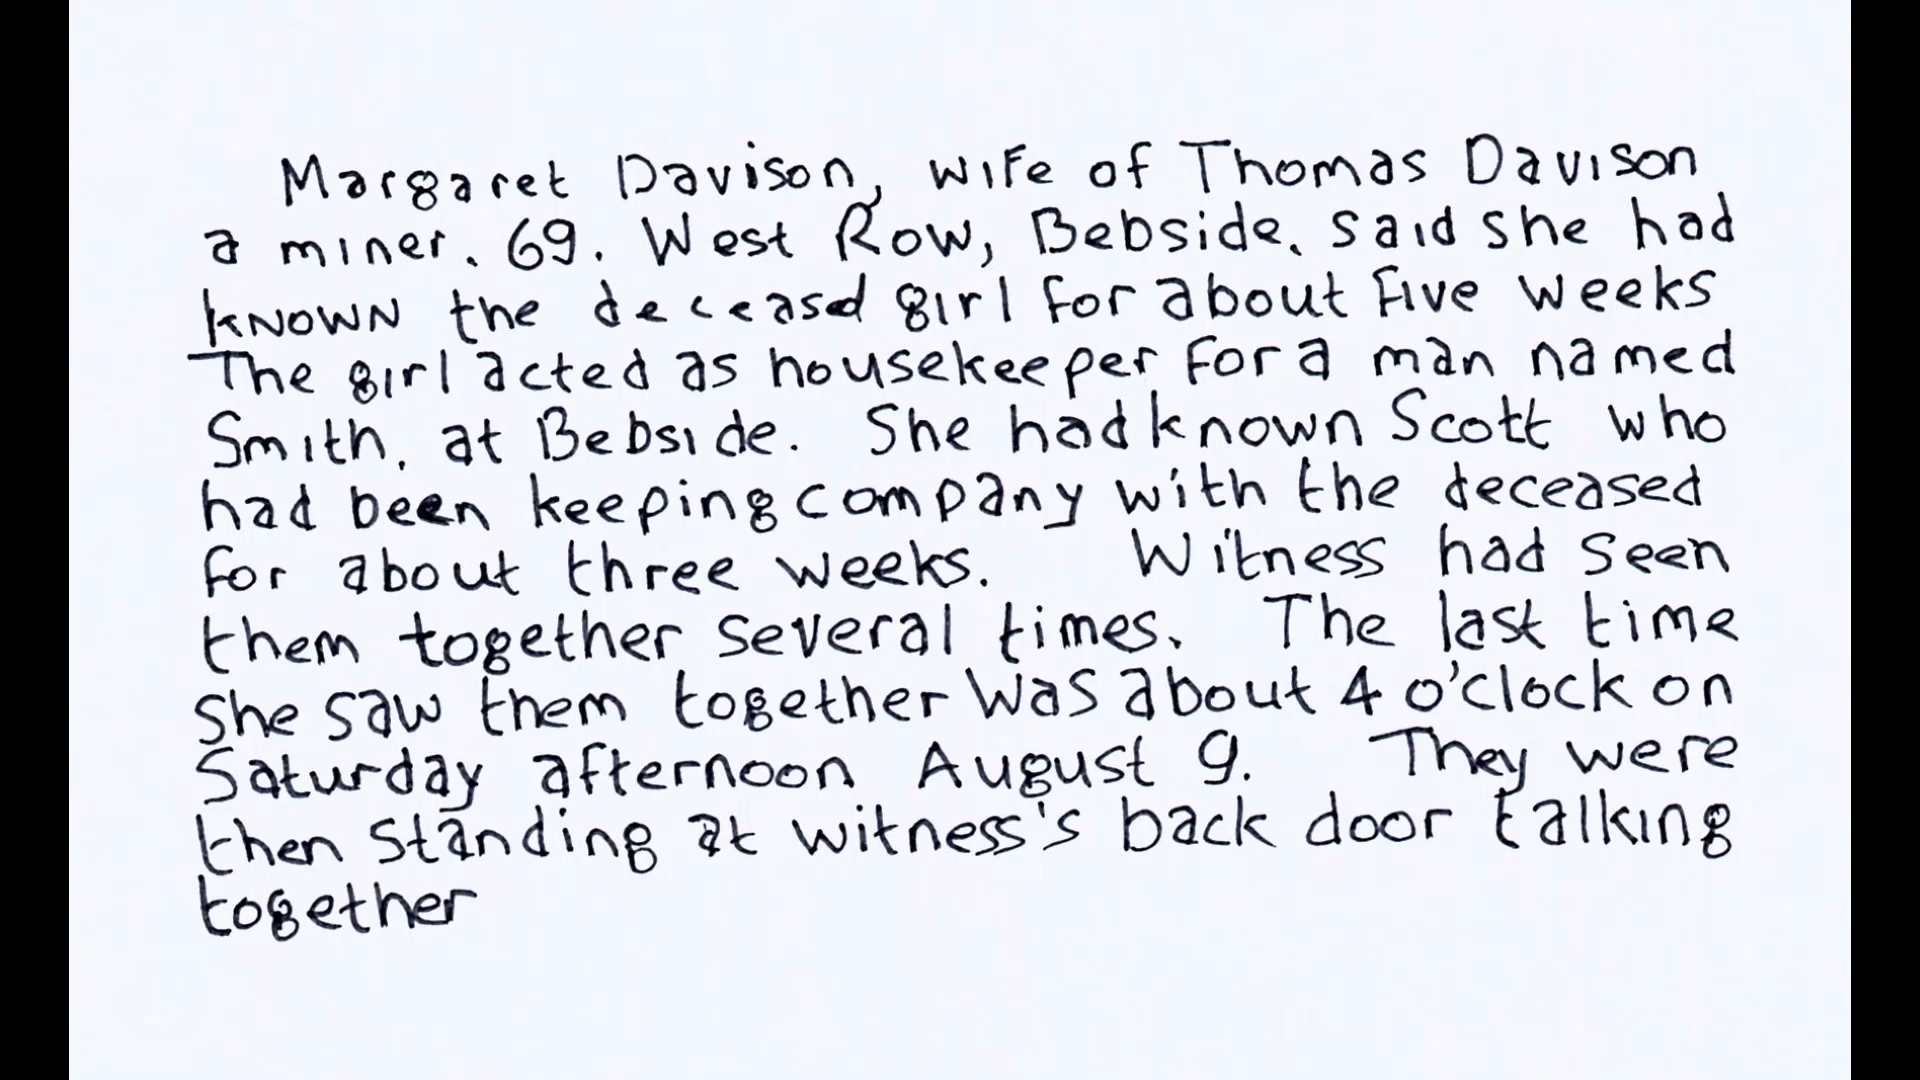 Margaret Davison, wife of Thomas Davison
a miner. 69. West Row, Bebside, said she had
known the deceased girl for about five weeks
The girl acted as housekeeper for a man named
Smith, at Bebside. She had known Scott who
had been keeping company with the deceased
for about three weeks. Witness had seen
them together several times. The last time
she saw them together was about 4 o'clock on
Saturday afternoon August 9. They were
then standing at witness's back door talking
together